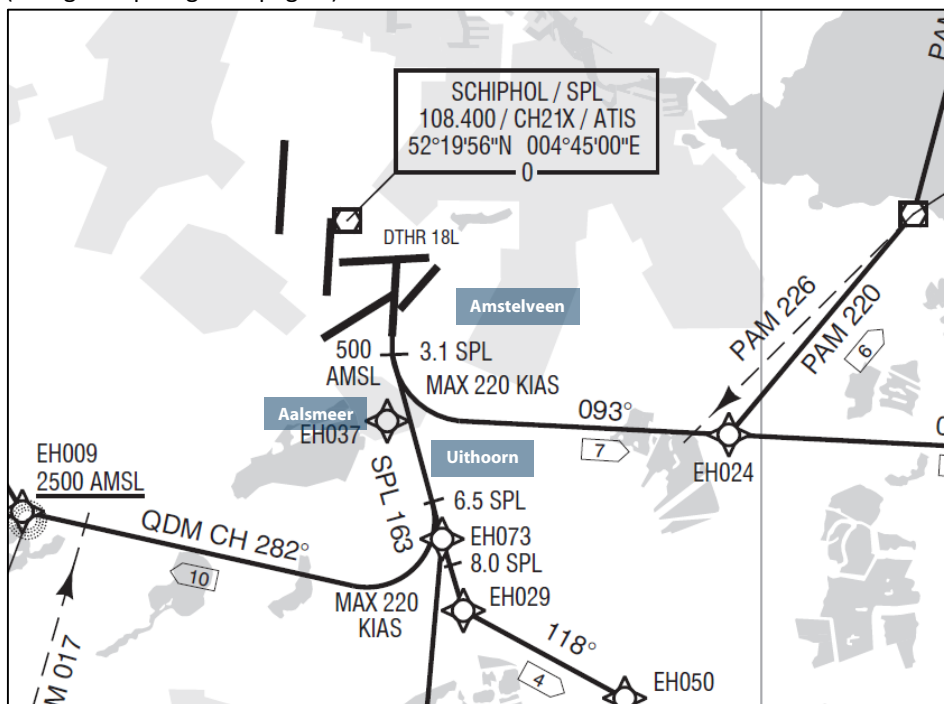 SCHIPHOL / SPL
108.400 / CH21X / ATIS
52°19'56"N 004°45'00"E
0
DTHR 18L
Amstelveen
PAM 226
PAM 220
6
500
AMSL
3.1 SPL
MAX 220 KIAS
Aalsmeer
EH037
093°
7
EH024
Uithoorn
EH009
2500 AMSL
SPL 163
6.5 SPL
QDM CH 282°
10
EH073
8.0 SPL
MAX 220
KIAS
EH029
118°
4
EH050
M 017
PAM